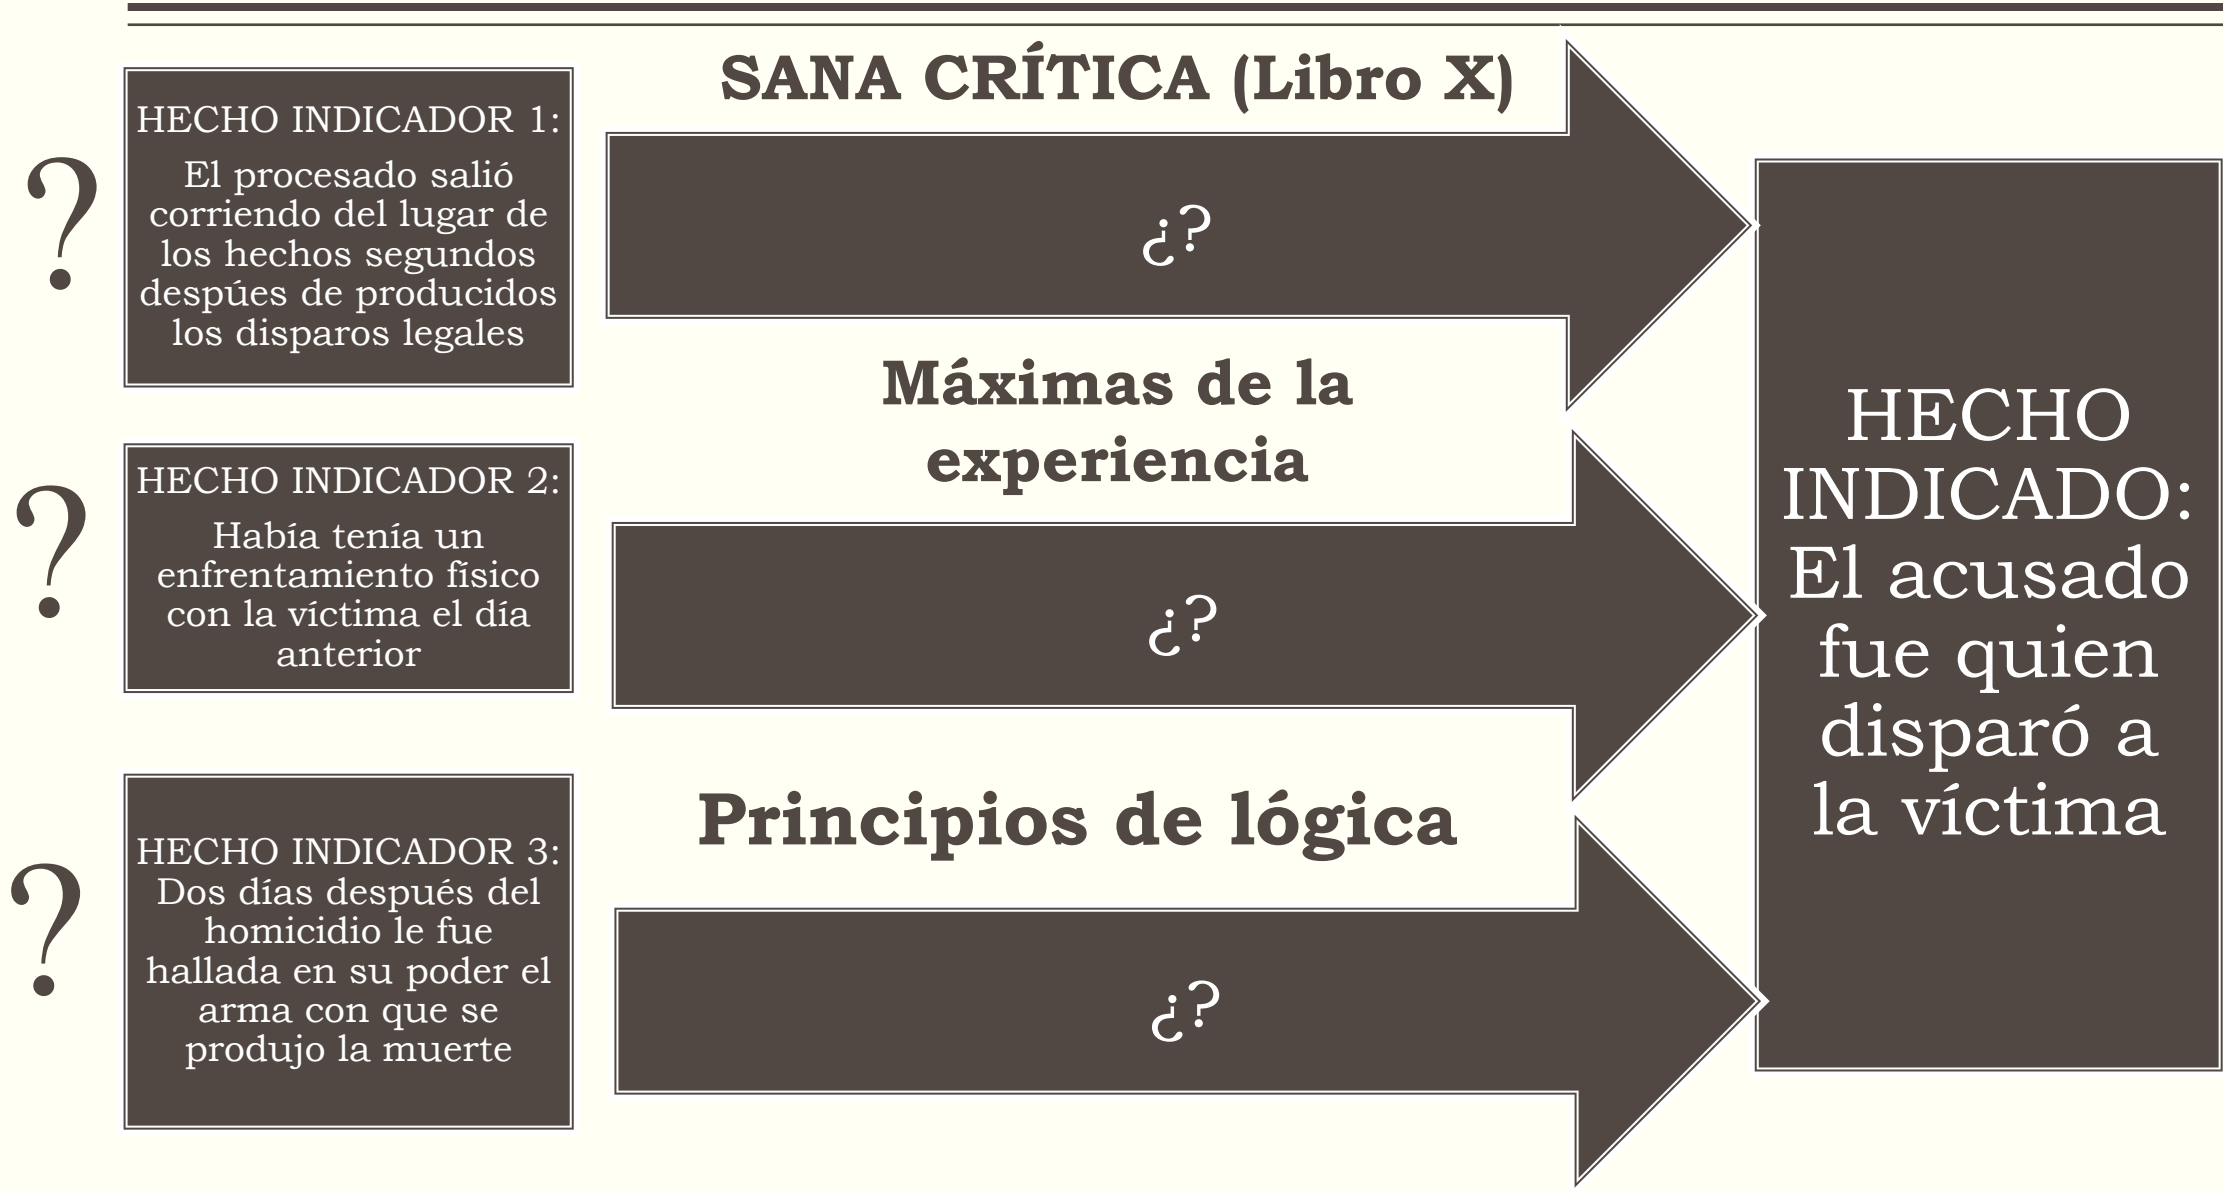 SANA CRÍTICA (Libro X)
?
HECHO INDICADOR 1:
El procesado salió
corriendo del lugar de
los hechos segundos
despúes de producidos
los disparos legales
¿?
Máximas de la
experiencia
?
HECHO INDICADOR 2:
Había tenía un
enfrentamiento físico
con la víctima el día
anterior
¿?
Principios de lógica
?
HECHO INDICADOR 3:
Dos días después del
homicidio le fue
hallada en su poder el
arma con que se
produjo la muerte
¿?
HECHO
INDICADO:
El acusado
fue quien
disparó a
la víctima